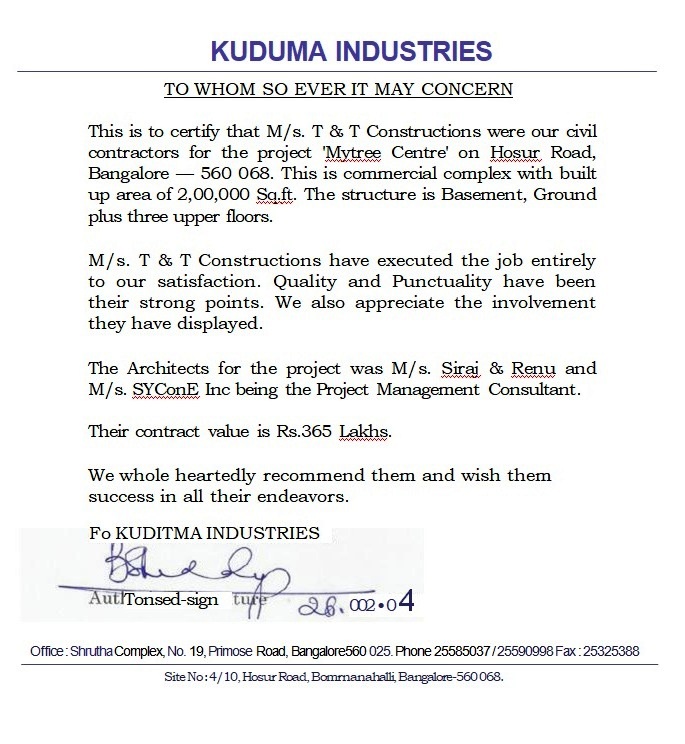 KUDUMA INDUSTRIES
TO WHOM SO EVER IT MAY CONCERN
This is to certify that M/s. T & T Constructions were our civil
contractors for the project 'Mytree Centre' on Hosur Road,
Bangalore — 560 068. This is commercial complex with built
up area of 2,00,000 Sq.ft. The structure is Basement, Ground
plus three upper floors.
M/s. T & T Constructions have executed the job entirely
to our satisfaction. Quality and Punctuality have been
their strong points. We also appreciate the involvement
they have displayed.
The Architects for the project was M/s. Siraj & Renu and
M/s. SYConE Inc being the Project Management Consultant.
Their contract value is Rs.365 Lakhs.
We whole heartedly recommend them and wish them
success in all their endeavors.
Fo KUDITMA INDUSTRIES
AutlTonsed-sign ture 26. 002•04
Office : Shrutha Complex, No. 19, Primose Road, Bangalore560 025. Phone 25585037 / 25590998 Fax : 25325388
Site No : 4/10, Hosur Road, Bommanahalli, Bangalore-560 068.